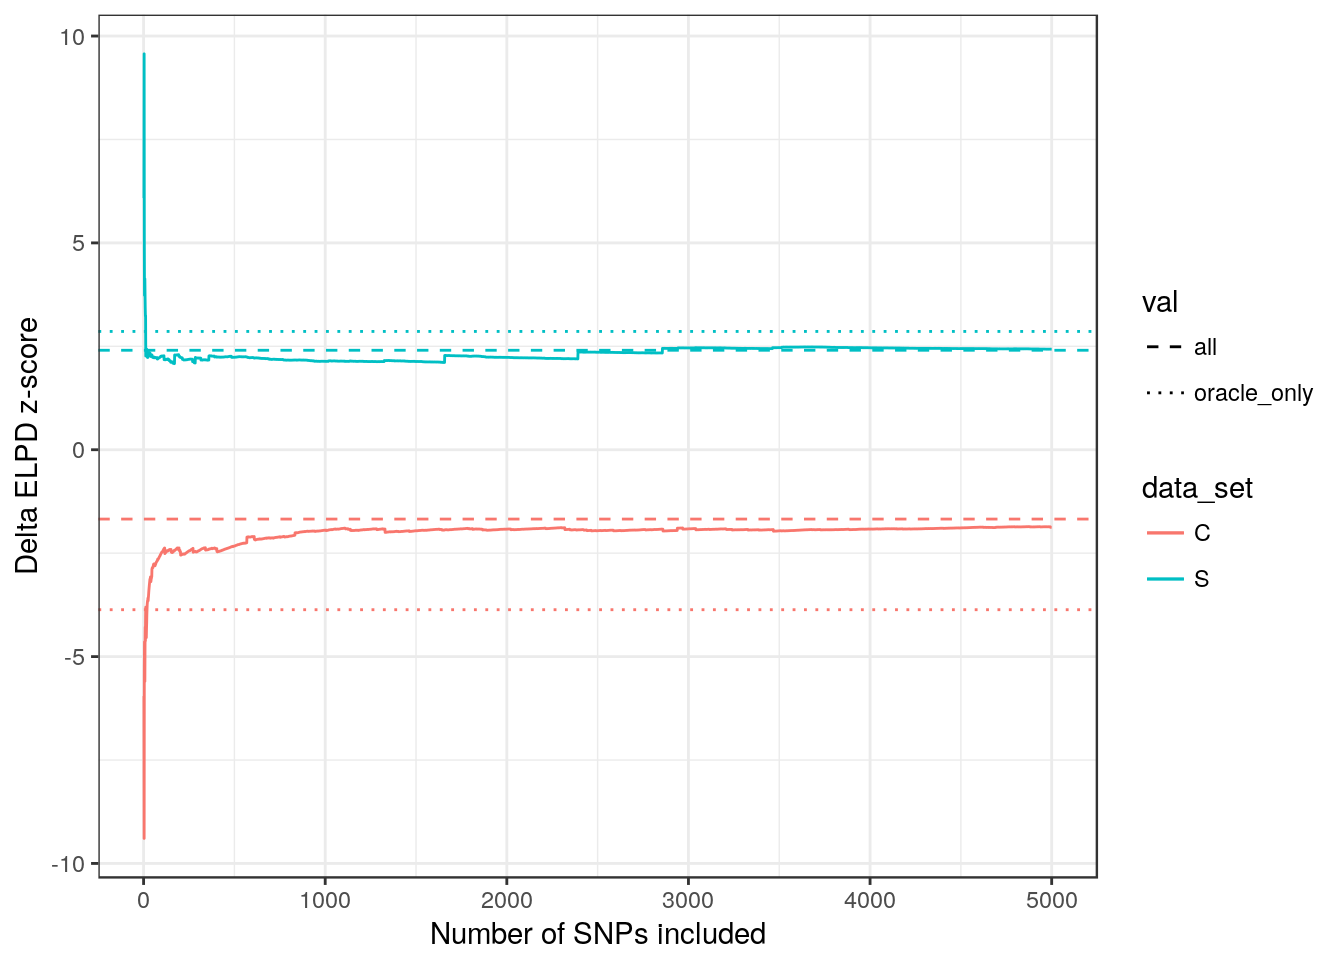 10
5
0
-5
-10
Delta ELPD z-score
0
1000
2000
3000
4000
5000
Number of SNPs included
val
all
oracle_only
data_set
C
S